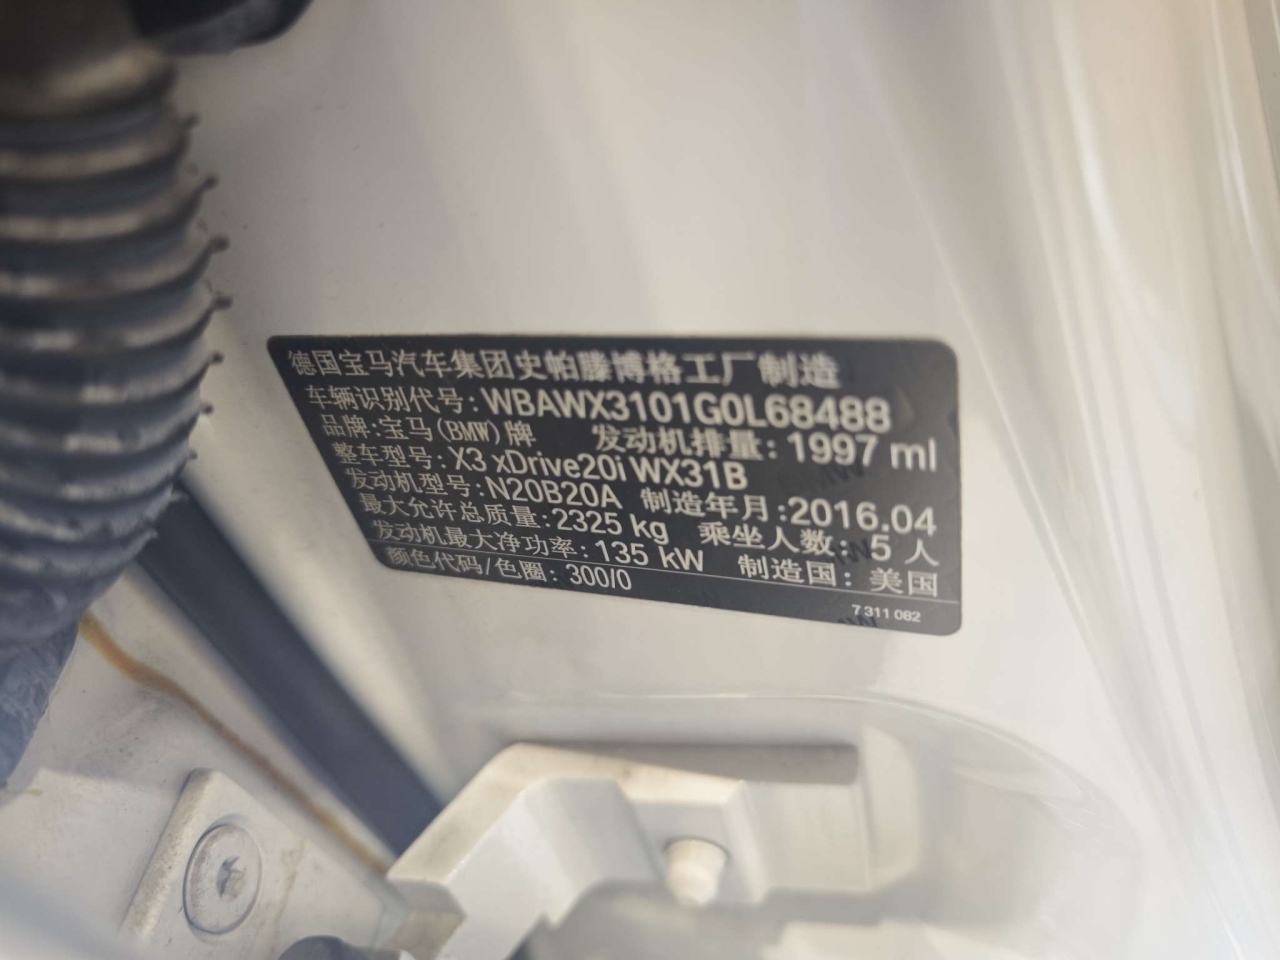 德国宝马汽车集团史帕滕博格工厂制造
车辆识别代号:WBAWX3101G0L68488
品牌:宝马(BMW)牌 发动机排量:1997 ml
整车型号:X3 xDrive20i WX31B
发动机型号:N20B20A 制造年月:2016.04
最大允许总质量:2325 kg 乘坐人数:5 人
发动机最大净功率:135 kW 制造国:美国
颜色代码/色圈:300/0
7 311 082